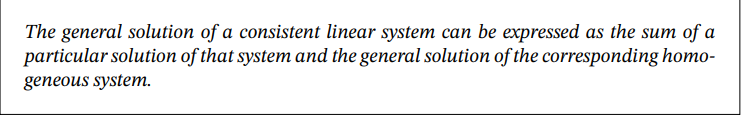 The general solution of a consistent linear system can be expressed as the sum of a
particular solution of that system and the general solution of the corresponding homo-
geneous system.